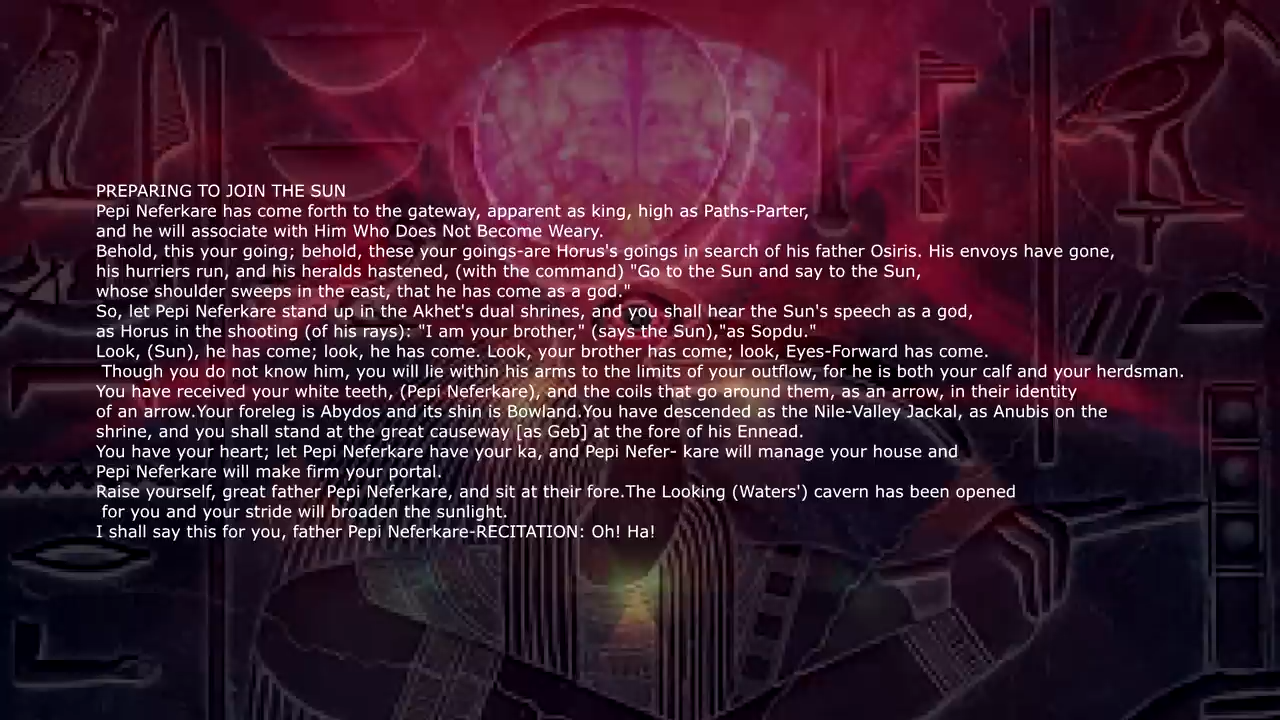 PREPARING TO JOIN THE SUN
Pepi Neferkare has come forth to the gateway, apparent as king, high as Paths-Parter,
and he will associate with Him Who Does Not Become Weary.
Behold, this your going; behold, these your goings-are Horus's goings in search of his father Osiris. His envoys have gone,
his hurriers run, and his heralds hastened, (with the command) "Go to the Sun and say to the Sun,
whose shoulder sweeps in the east, that he has come as a god."
So, let Pepi Neferkare stand up in the Akhet's dual shrines, and you shall hear the Sun's speech as a god,
as Horus in the shooting (of his rays): "I am your brother," (says the Sun),"as Sopdu."
Look, (Sun), he has come; look, he has come. Look, your brother has come; look, Eyes-Forward has come.
Though you do not know him, you will lie within his arms to the limits of your outflow, for he is both your calf and your herdsman.
You have received your white teeth, (Pepi Neferkare), and the coils that go around them, as an arrow, in their identity
of an arrow.Your foreleg is Abydos and its shin is Bowland.You have descended as the Nile-Valley Jackal, as Anubis on the
shrine, and you shall stand at the great causeway [as Geb] at the fore of his Ennead.
You have your heart; let Pepi Neferkare have your ka, and Pepi Nefer- kare will manage your house and
Pepi Neferkare will make firm your portal.
Raise yourself, great father Pepi Neferkare, and sit at their fore.The Looking (Waters') cavern has been opened
for you and your stride will broaden the sunlight.
I shall say this for you, father Pepi Neferkare-RECITATION: Oh! Ha!